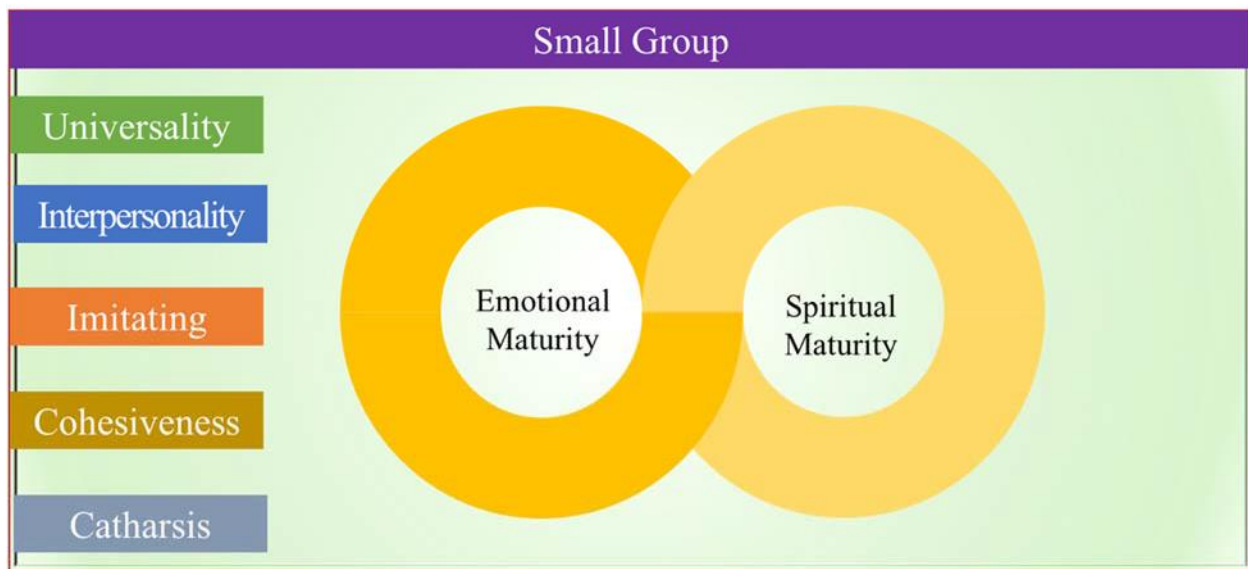 Small Group
Universality
Interpersonality
Imitating
Cohesiveness
Catharsis
Emotional
Maturity
Spiritual
Maturity